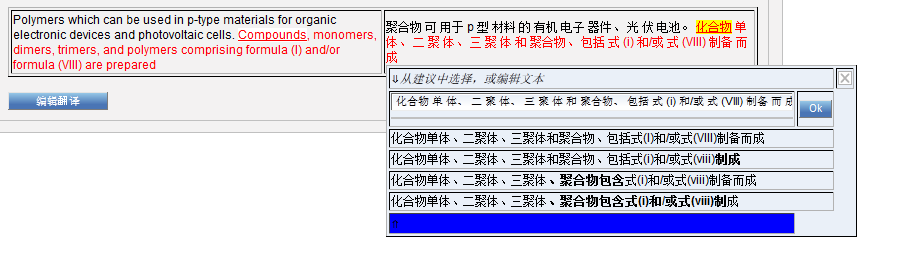 Polymers which can be used in p-type materials for organic
electronic devices and photovoltaic cells. Compounds, monomers,
dimers, trimers, and polymers comprising formula (I) and/or
formula (VIII) are prepared
聚合物可用于 p 型材料的有机电子器件、光伏电池。 化合物单
体、二聚体、三聚体和聚合物、包括式 (i) 和/或式 (VIII) 制备而
成
编辑翻译
⇓从建议中选择，或编辑文本
化合物单体、二聚体、三聚体和聚合物、包括式 (i) 和/或式 (VIII) 制备而成
Ok
化合物单体、二聚体、三聚体和聚合物、包括式(I)和/或式(VIII)制备而成
化合物单体、二聚体、三聚体和聚合物、包括式(I)和/或式(viii)制成
化合物单体、二聚体、三聚体、聚合物包含式(i)和/或式(viii)制备而成
化合物单体、二聚体、三聚体、聚合物包含式(i)和/或式(viii)制成